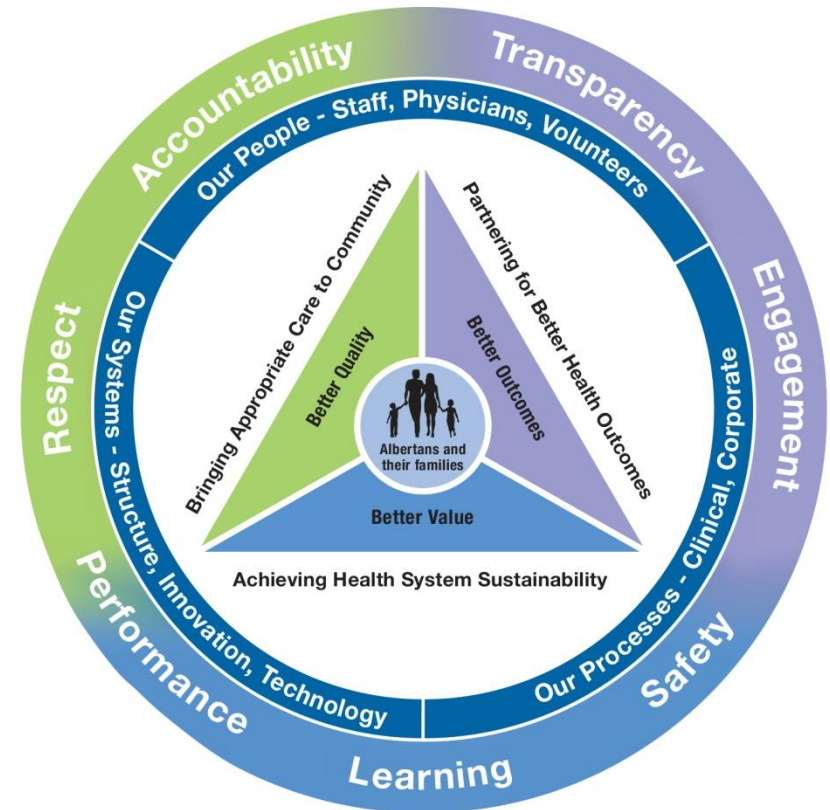 Accountability
Transparency
Engagement
Safety
Learning
Performance
Respect
Our People - Staff, Physicians, Volunteers
Our Processes - Clinical, Corporate
Our Systems - Structure, Innovation, Technology
Bringing Appropriate Care to Community
Partnering for Better Health Outcomes
Achieving Health System Sustainability
Better Quality
Better Outcomes
Better Value
Albertans and
their families